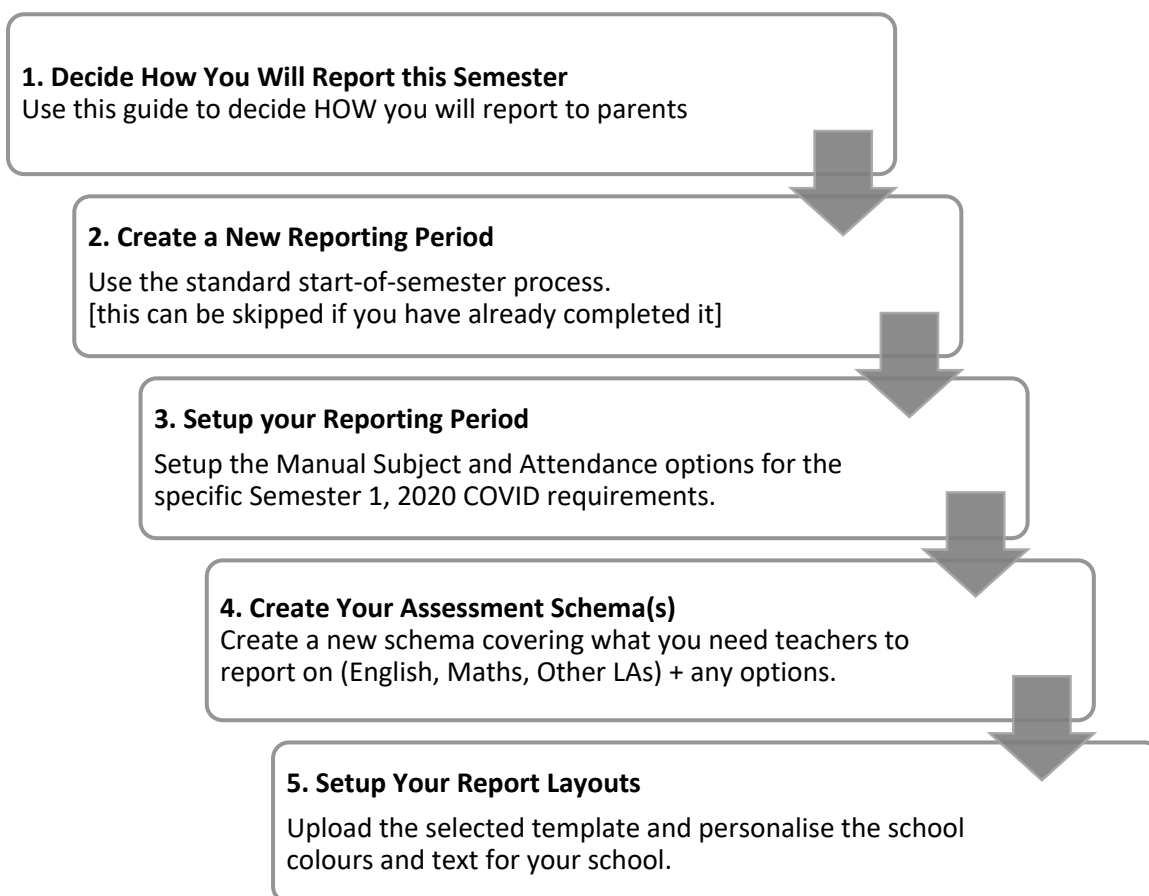 1. Decide How You Will Report this Semester
Use this guide to decide HOW you will report to parents
2. Create a New Reporting Period
Use the standard start-of-semester process.
[this can be skipped if you have already completed it]
3. Setup your Reporting Period
Setup the Manual Subject and Attendance options for the
specific Semester 1, 2020 COVID requirements.
4. Create Your Assessment Schema(s)
Create a new schema covering what you need teachers to
report on (English, Maths, Other LAs) + any options.
5. Setup Your Report Layouts
Upload the selected template and personalise the school
colours and text for your school.